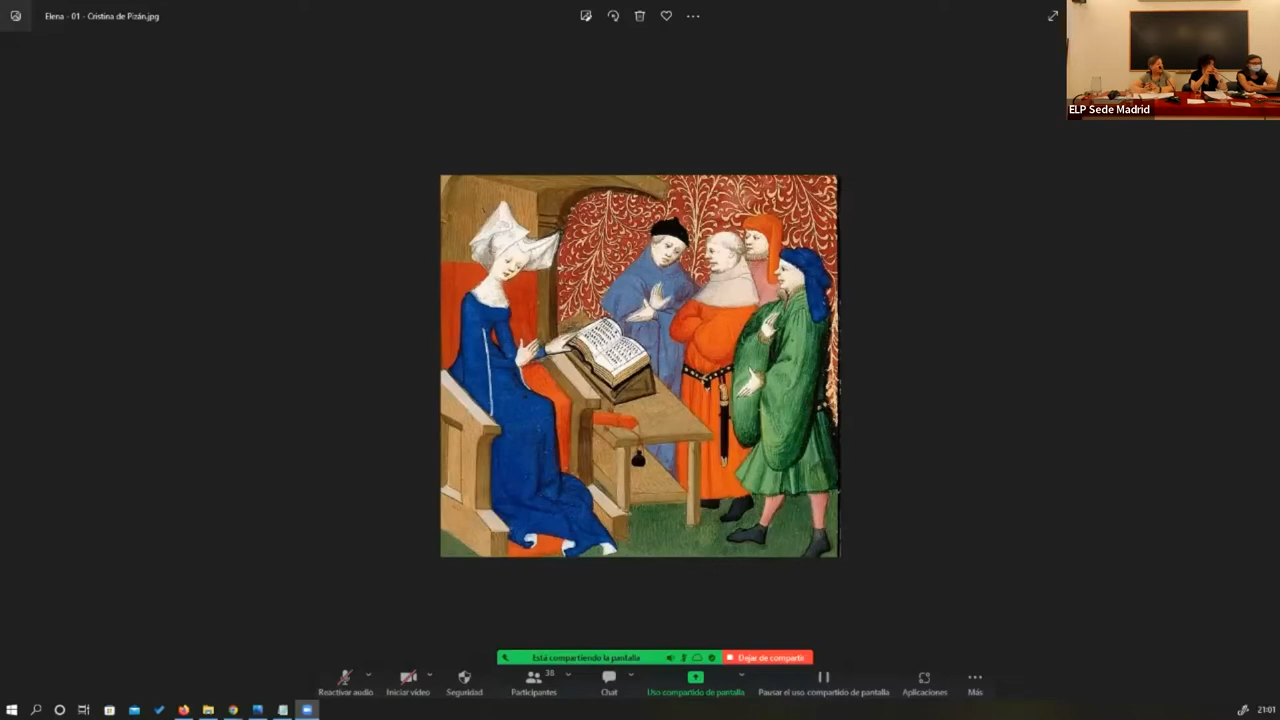 Elena - 01 - Cristina de Pizán.jpg
ELP Sede Madrid
Está compartiendo la pantalla
Dejar de compartir
38
Reactivar audio
Iniciar vídeo
Seguridad
Participantes
Chat
Uso compartido de pantalla
Pausar el uso compartido de pantalla
Aplicaciones
Más
21:01